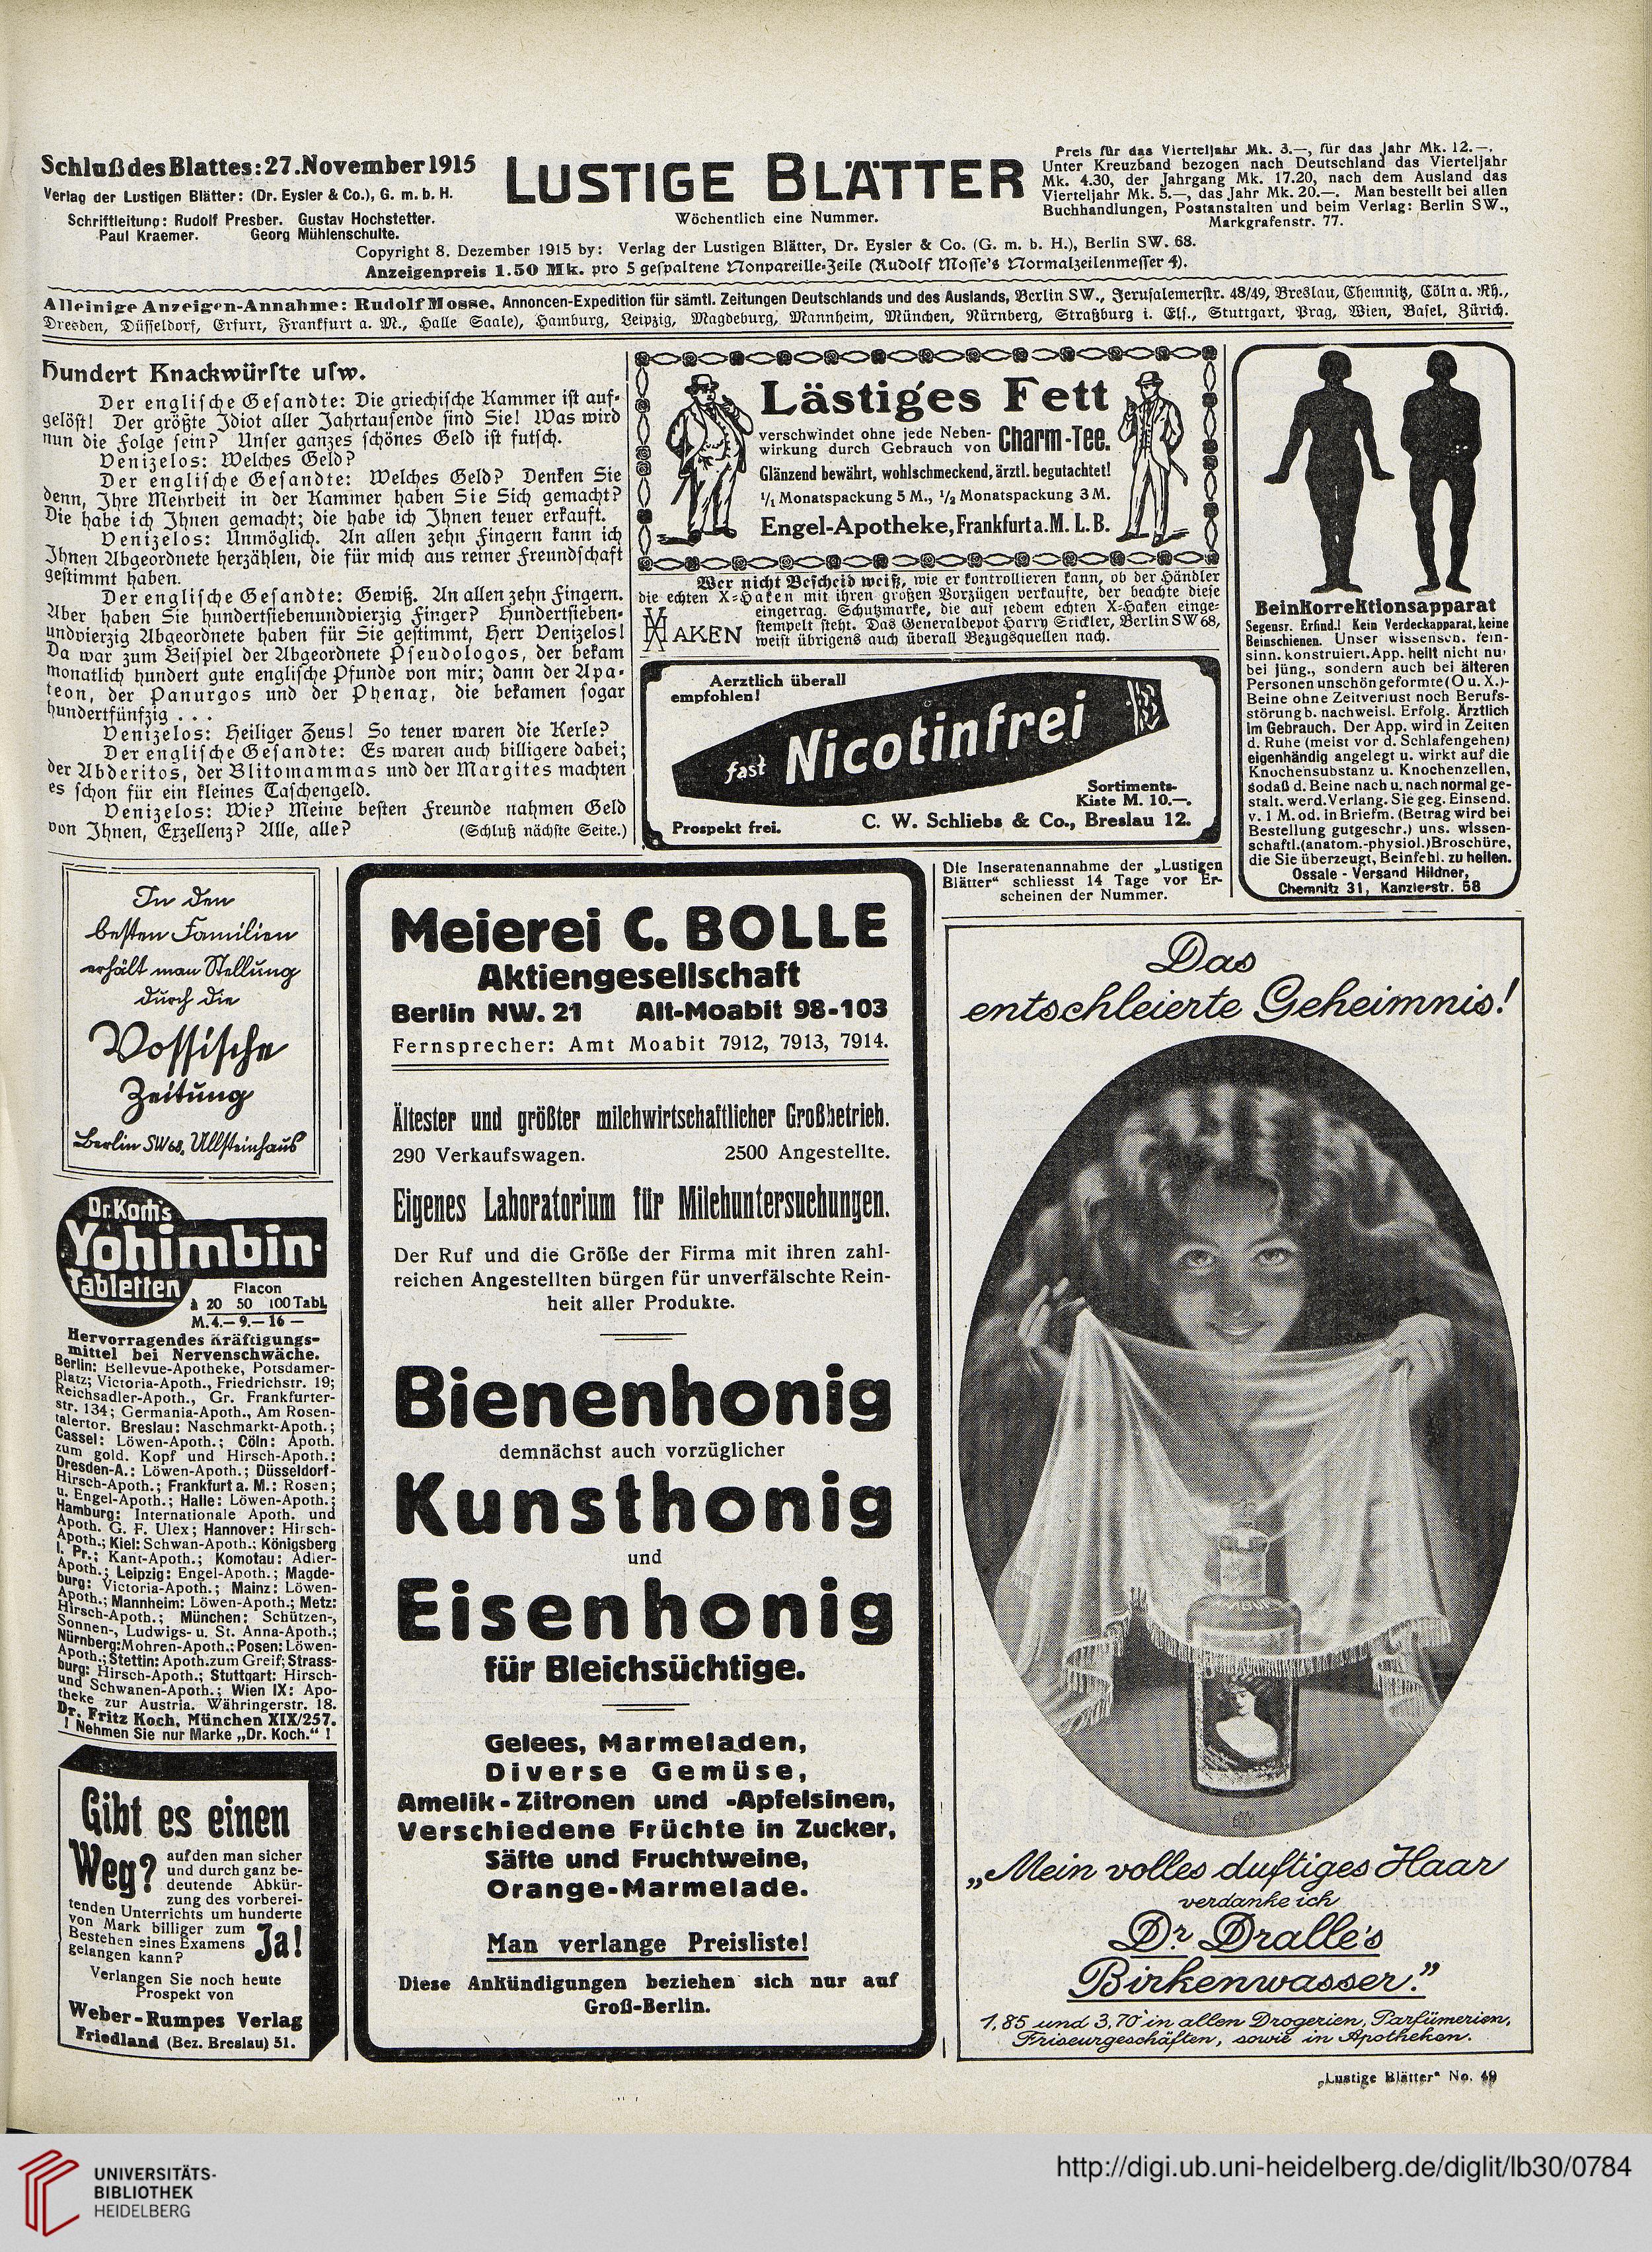 Schluß des Blattes: 27. November 1915
Verlag der Lustigen Blätter: (Dr. Eysler & Co.), G. m. b. H.
Schriftleitung: Rudolf Presber. Gustav Hochstetter.
Paul Kraemer. Georg Mühlenschulte.
LUSTIGE BLÄTTER
Wöchentlich eine Nummer.
Preis für das Vierteljahr Mk. 3.—, für das Jahr Mk. 12.—.
Unter Kreuzband bezogen nach Deutschland das Vierteljahr
Mk. 4.30, der Jahrgang Mk. 17.20, nach dem Ausland das
Vierteljahr Mk. 5.—, das Jahr Mk. 20.—. Man bestellt bei allen
Buchhandlungen, Postanstalten und beim Verlag: Berlin SW.,
Markgrafenstr. 77.
Copyright 8. Dezember 1915 by: Verlag der Lustigen Blätter, Dr. Eysler & Co. (G. m. b. H.), Berlin SW. 68.
Anzeigenpreis 1.50 Mk. pro 5 gespaltene Nonpareille-Zeile (Rudolf Mosse's Normalzeilenmesser 4).
Alleinige Anzeigen-Annahme: Rudolf Mosse, Annoncen-Expedition für sämtl. Zeitungen Deutschlands und des Auslands, Berlin SW., Jerusalemerstr. 48/49, Breslau, Chemnitz, Cöln a. Rh.,
Dresden, Düsseldorf, Erfurt, Frankfurt a. M., Halle Saale), Hamburg, Leipzig, Magdeburg, Mannheim, München, Nürnberg, Straßburg i. Els., Stuttgart, Prag, Wien, Basel, Zürich.
Hundert Knackwürste usw.
Der englische Gesandte: Die griechische Kammer ist auf-
gelöst! Der größte Idiot aller Jahrtausende sind Sie! Was wird
nun die Folge sein? Unser ganzes schönes Geld ist futsch.
Venizelos: Welches Geld?
Der englische Gesandte: Welches Geld? Denken Sie
denn, Ihre Mehrheit in der Kammer haben Sie Sich gemacht?
Die habe ich Ihnen gemacht; die habe ich Ihnen teuer erkauft.
Venizelos: Unmöglich. An allen zehn Fingern kann ich
Ihnen Abgeordnete herzählen, die für mich aus reiner Freundschaft
gestimmt haben.
Der englische Gesandte: Gewiß. An allen zehn Fingern.
Aber haben Sie hundertsiebenundvierzig Finger? Hundertsieben-
undvierzig Abgeordnete haben für Sie gestimmt, Herr Venizelos!
Da war zum Beispiel der Abgeordnete Pseudologos, der bekam
monatlich hundert gute englische Pfunde von mir; dann der Apa-
teon, der Panurgos und der Phenax, die bekamen sogar
hundertfünfzig . . .
Venizelos: Heiliger Zeus! So teuer waren die Kerle?
Der englische Gesandte: Es waren auch billigere dabei;
der Abderitos, der Blitomammas und der Margites machten
es schon für ein kleines Taschengeld.
Venizelos: Wie? Meine besten Freunde nahmen Geld
von Ihnen, Exzellenz? Alle, alle?
(Schluß nächste Seite.)
Lästiges Fett
verschwindet ohne jede Neben-
wirkung durch Gebrauch von Charm-Tee.
Glänzend bewährt, wohlschmeckend, ärztl. begutachtet!
1/1 Monatspackung 5 M., 1/2 Monatspackung 3 M.
Engel-Apotheke, Frankfurt a. M. L. B.
Wer nicht Bescheid weiß, wie er kontrollieren kann, ob der Händler
die echten X-Haken mit ihren großen Vorzügen verkaufte, der beachte diese
eingetrag. Schutzmarke, die auf jedem echten X-Haken einge-
HAKEN stempelt steht. Das Generaldepot Harry Stickler, Berlin SW 68,
weist übrigens auch überall Bezugsquellen nach.
Aerztlich überall
empfohlen!
fast Nicotinfrei
Sortiments-
Kiste M. 10.—.
Prospekt frei. C. W. Schliebs & Co., Breslau 12.
Beinkorrektionsapparat
Segensr. Erfind.! Kein Verdeckapparat, keine
Beinschienen. Unser wissensch. fein-
sinn. konstruiert. App. heilt nicht nur
bei jüng., sondern auch bei älteren
Personen unschön geformte (O u. X.)-
Beine ohne Zeitverlust noch Berufs-
störung b. nachweisl. Erfolg. Ärztlich
im Gebrauch. Der App. wird in Zeiten
d. Ruhe (meist vor d. Schlafengehen)
eigenhändig angelegt u. wirkt auf die
Knochensubstanz u. Knochenzellen,
sodaß d. Beine nach u. nach normal ge-
stalt. werd. Verlang. Sie geg. Einsend.
v. 1 M. od. in Briefm. (Betrag wird bei
Bestellung gutgeschr.) uns. wissen-
schaftl. (anatom.-physiol.) Broschüre,
die Sie überzeugt, Beinfehl. zu heilen.
Ossale - Versand Hildner,
Chemnitz 31, Kanzlerstr. 58
Die Inseratenannahme der „Lustigen
Blätter“ schliesst 14 Tage vor Er-
scheinen der Nummer.
In den
besten Familien
erhält man Stellung
durch die
Vossische
Zeitung
Berlin SW 68, Ullsteinhaus
Dr. Koch's
Yohimbin-
Tabletten
Flacon
à 20 50 100 Tabl.
M. 4.— 9.— 16 —
Hervorragendes Kräftigungs-
mittel bei Nervenschwäche.
Berlin: Bellevue-Apotheke, Potsdamer-
platz; Victoria-Apoth., Friedrichstr. 19;
Reichsadler-Apoth., Gr. Frankfurter-
str. 134; Germania-Apoth., Am Rosen-
talertor. Breslau: Naschmarkt-Apoth.;
Cassel: Löwen-Apoth.; Cöln: Apoth.
zum gold. Kopf und Hirsch-Apoth.;
Dresden-A.: Löwen-Apoth.; Düsseldorf-
Hirsch-Apoth.; Frankfurt a. M.: Rosen;
u. Engel-Apoth.; Halle: Löwen-Apoth.;
Hamburg: Internationale Apoth. und
Apoth. G. F. Ulex; Hannover: Hirsch-
Apoth.; Kiel: Schwan-Apoth.; Königsberg
i. Pr.: Kant-Apoth.; Komotau: Adler-
Apoth.; Leipzig: Engel-Apoth.; Magde-
burg: Victoria-Apoth.; Mainz: Löwen-
Apoth.; Mannheim: Löwen-Apoth.; Metz:
Hirsch-Apoth.; München: Schützen-,
Sonnen-, Ludwigs- u. St. Anna-Apoth.;
Nürnberg: Mohren-Apoth.; Posen: Löwen-
Apoth.; Stettin: Apoth. zum Greif; Strass-
burg: Hirsch-Apoth.; Stuttgart: Hirsch-
und Schwanen-Apoth.; Wien IX: Apo-
theke zur Austria, Währingerstr. 18.
Dr. Fritz Koch, München XIX/257.
! Nehmen Sie nur Marke „Dr. Koch.“ !
Gibt es einen
Weg? auf den man sicher
und durch ganz be-
deutende Abkür-
zung des vorberei-
tenden Unterrichts um hunderte
von Mark billiger zum
Bestehen eines Examens
gelangen kann? Ja!
Verlangen Sie noch heute
Prospekt von
Weber-Rumpes Verlag
Friedland (Bez. Breslau) 51.
Meierei C. BOLLE
Aktiengesellschaft
Berlin NW. 21 Alt-Moabit 98-103
Fernsprecher: Amt Moabit 7912, 7913, 7914.
Ältester und größter milchwirtschaftlicher Großbetrieb.
290 Verkaufswagen. 2500 Angestellte.
Eigenes Laboratorium für Milchuntersuchungen.
Der Ruf und die Größe der Firma mit ihren zahl-
reichen Angestellten bürgen für unverfälschte Rein-
heit aller Produkte.
Bienenhonig
demnächst auch vorzüglicher
Kunsthonig
und
Eisenhonig
für Bleichsüchtige.
Gelees, Marmeladen,
Diverse Gemüse,
Amelik-Zitronen und -Apfelsinen,
Verschiedene Früchte in Zucker,
Säfte und Fruchtweine,
Orange-Marmelade.
Man verlange Preisliste!
Diese Ankündigungen beziehen sich nur auf
Groß-Berlin.
Das
entschleierte Geheimnis!
„Mein volles duftiges Haar
verdanke ich
Dr. Dralle's
Birkenwasser.“
1,85 und 3,70 in allen Drogerien, Parfümerien,
Friseurgeschäften, sowie in Apotheken.
„Lustige Blätter“ No. 49
UNIVERSITÄTS-
BIBLIOTHEK
HEIDELBERG
http://digi.ub.uni-heidelberg.de/diglit/lb30/0784